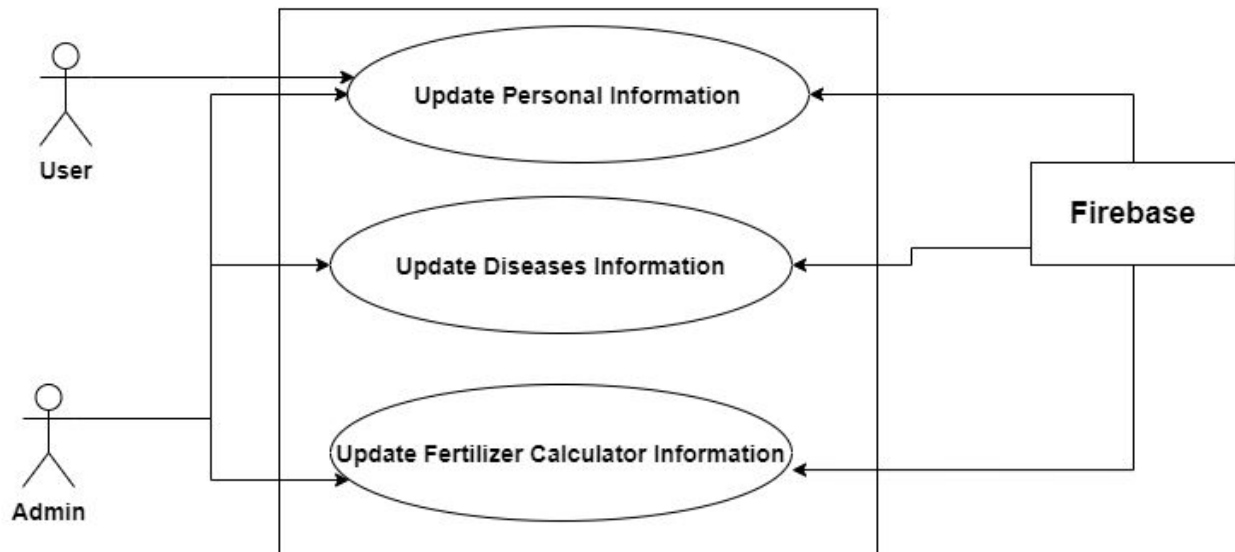 Update Personal Information
User
Firebase
Update Diseases Information
Update Fertilizer Calculator Information
Admin